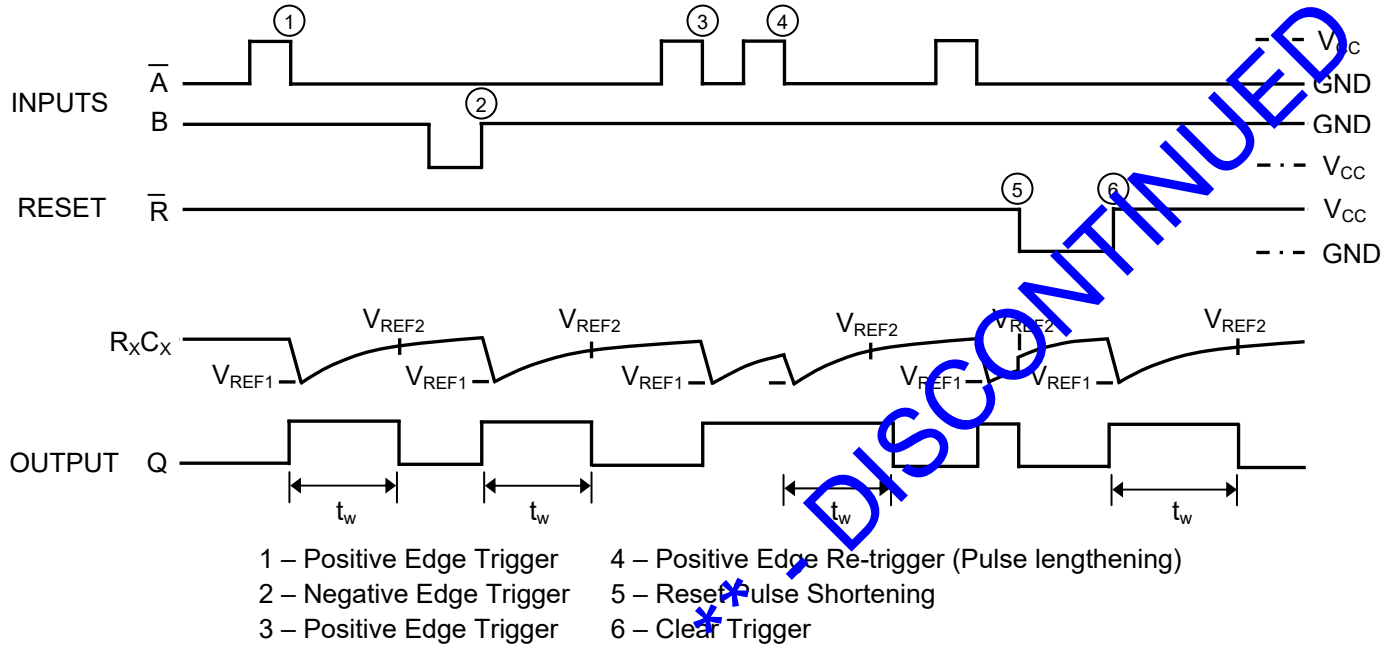 1 3 4
V_CC
A̅ GND
INPUTS
2
B GND
V_CC
5 6
RESET R̅ V_CC
GND
V_REF2 V_REF2 V_REF2 V_REF2 V_REF2
R_XC_X
V_REF1 V_REF1 V_REF1 V_REF1 V_REF1
OUTPUT Q
t_w t_w t_w t_w
1 – Positive Edge Trigger 4 – Positive Edge Re-trigger (Pulse lengthening)
2 – Negative Edge Trigger 5 – Reset Pulse Shortening
3 – Positive Edge Trigger 6 – Clear Trigger
**- DISCONTINUED